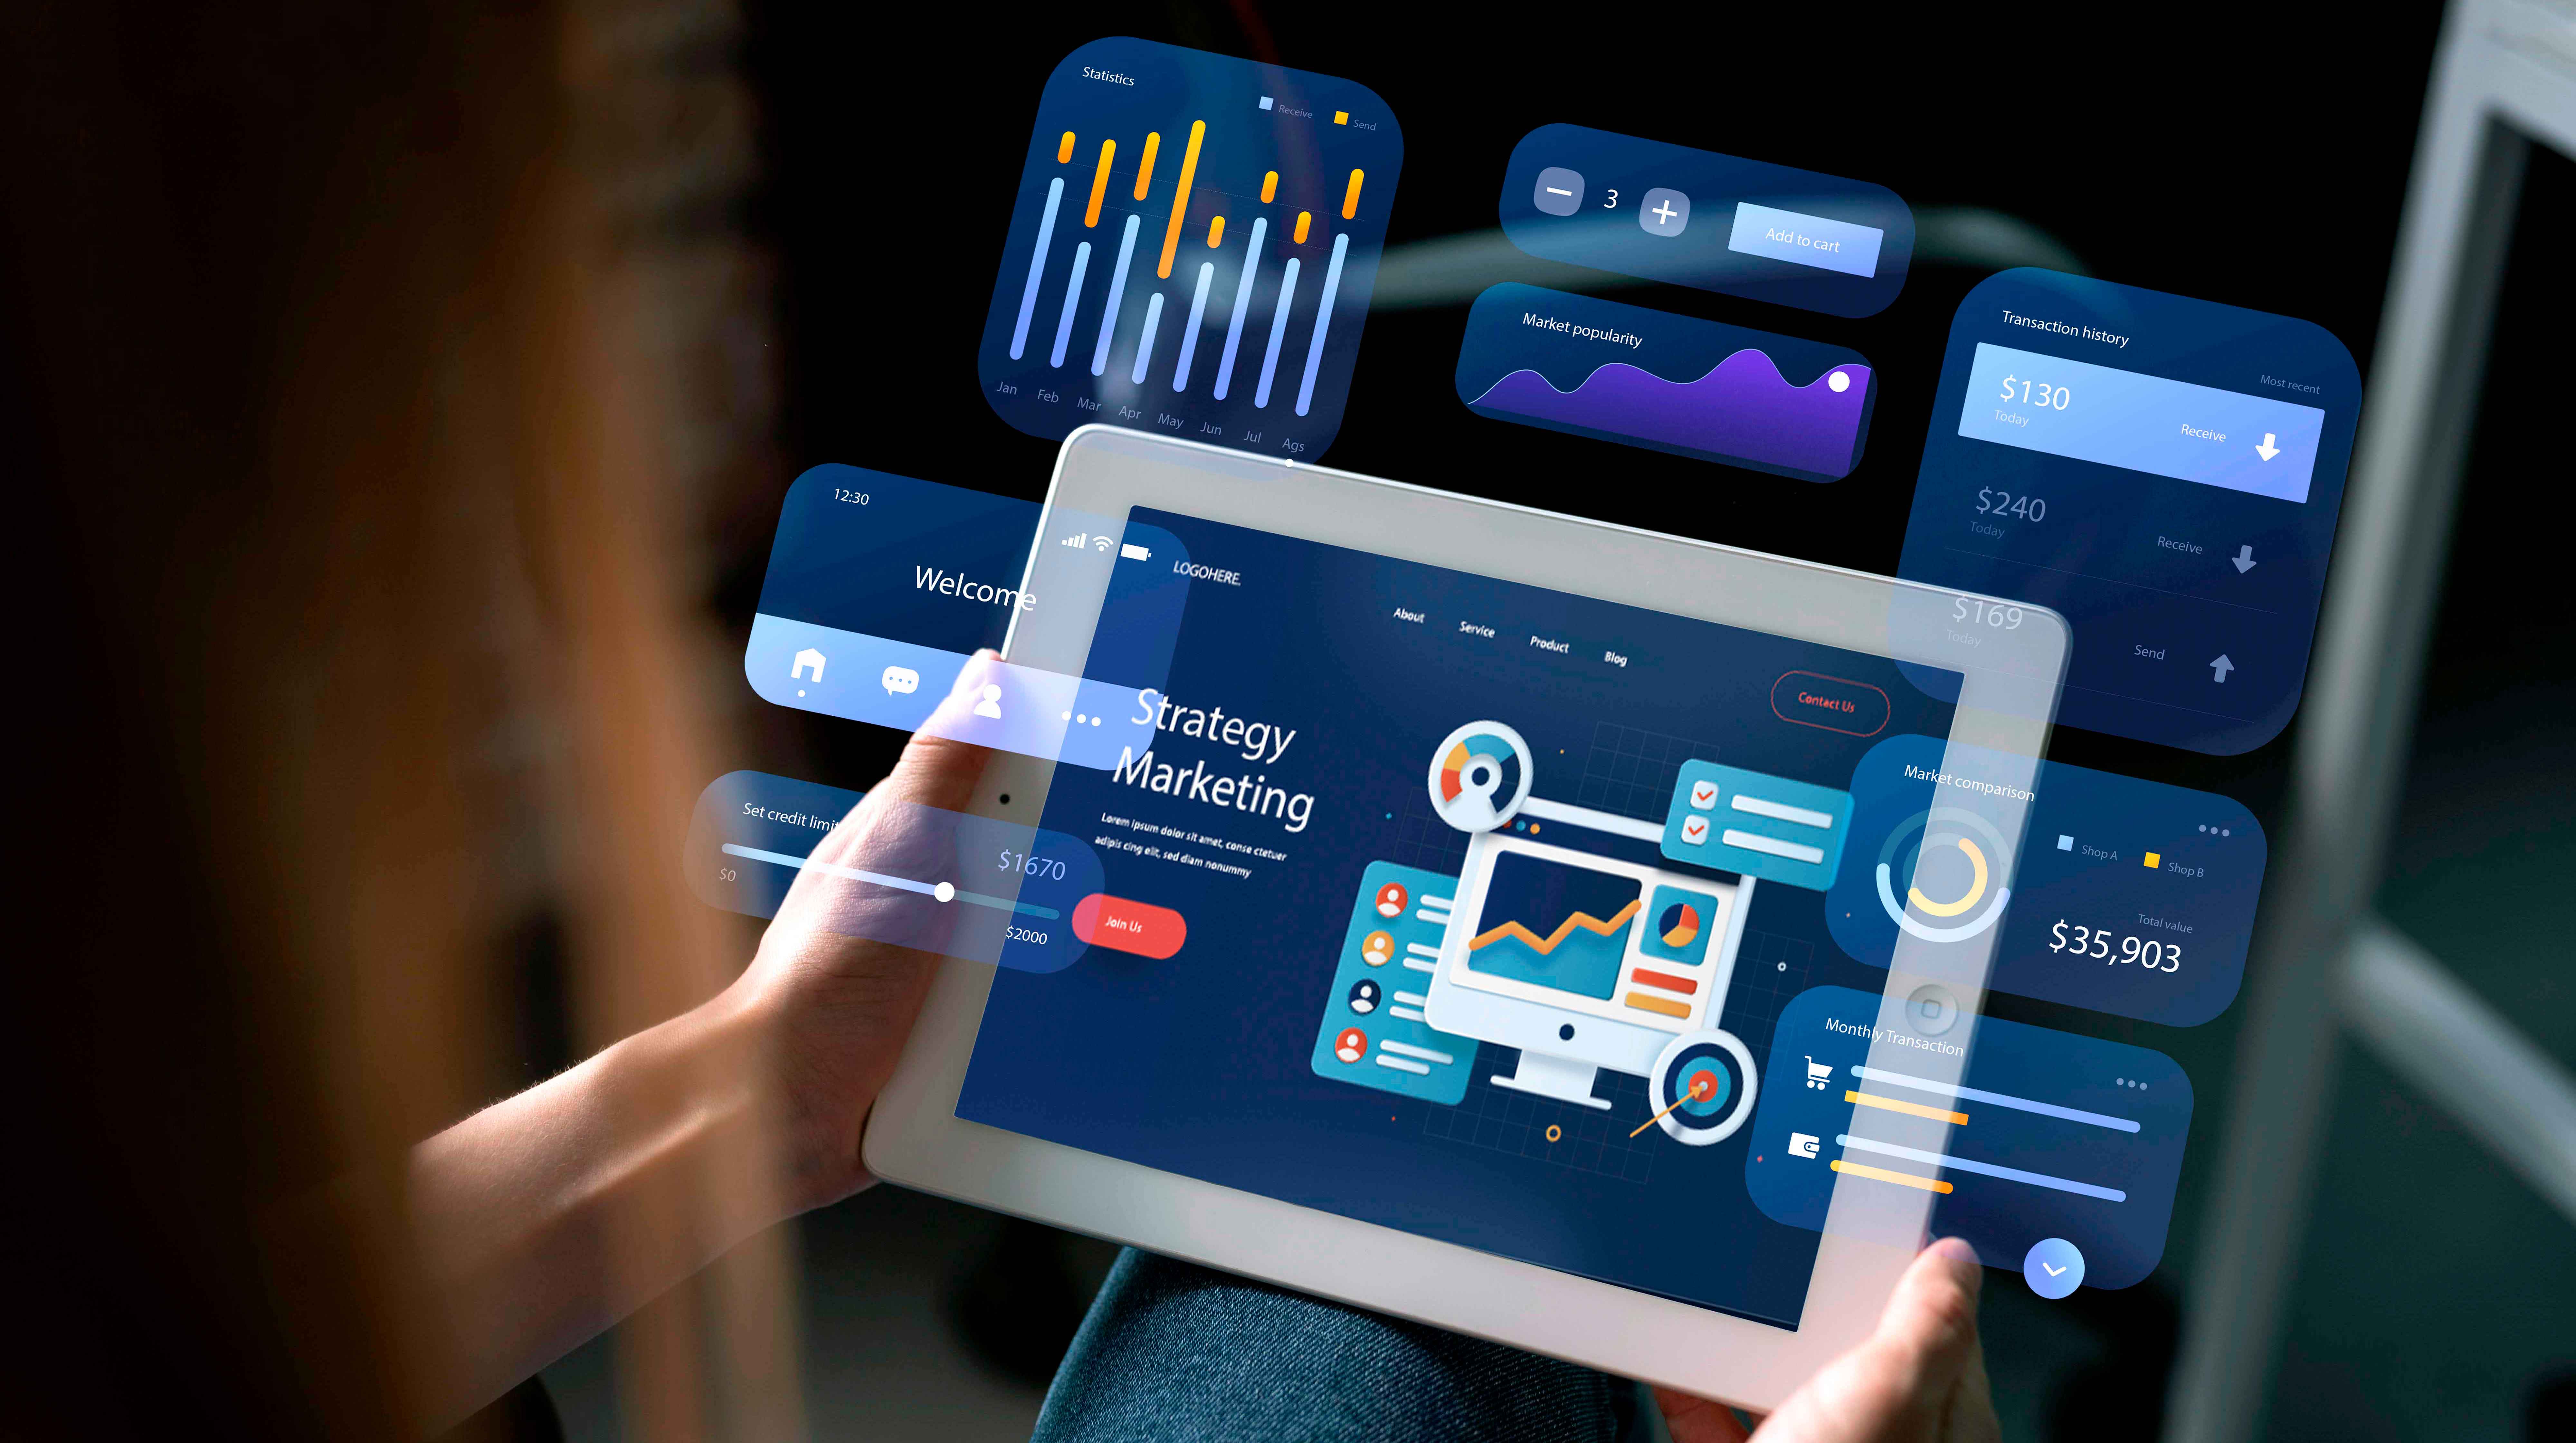 Statistics
Receive
Send
Jan
Feb
Mar
Apr
May
Jun
Jul
Ags
3
Add to cart
Market popularity
Transaction history
Most recent
$130
Today
Receive
$240
Today
Receive
$169
Today
Send
12:30
Welcome
LOGOHERE.
About
Service
Product
Blog
Contact Us
Strategy
Marketing
Lorem ipsum dolor sit amet, conse ctetuer
adipis cing elit, sed diam nonummy
Join Us
Set credit limit
$1670
$0
$2000
Market comparison
Shop A
Shop B
Total value
$35,903
Monthly Transaction